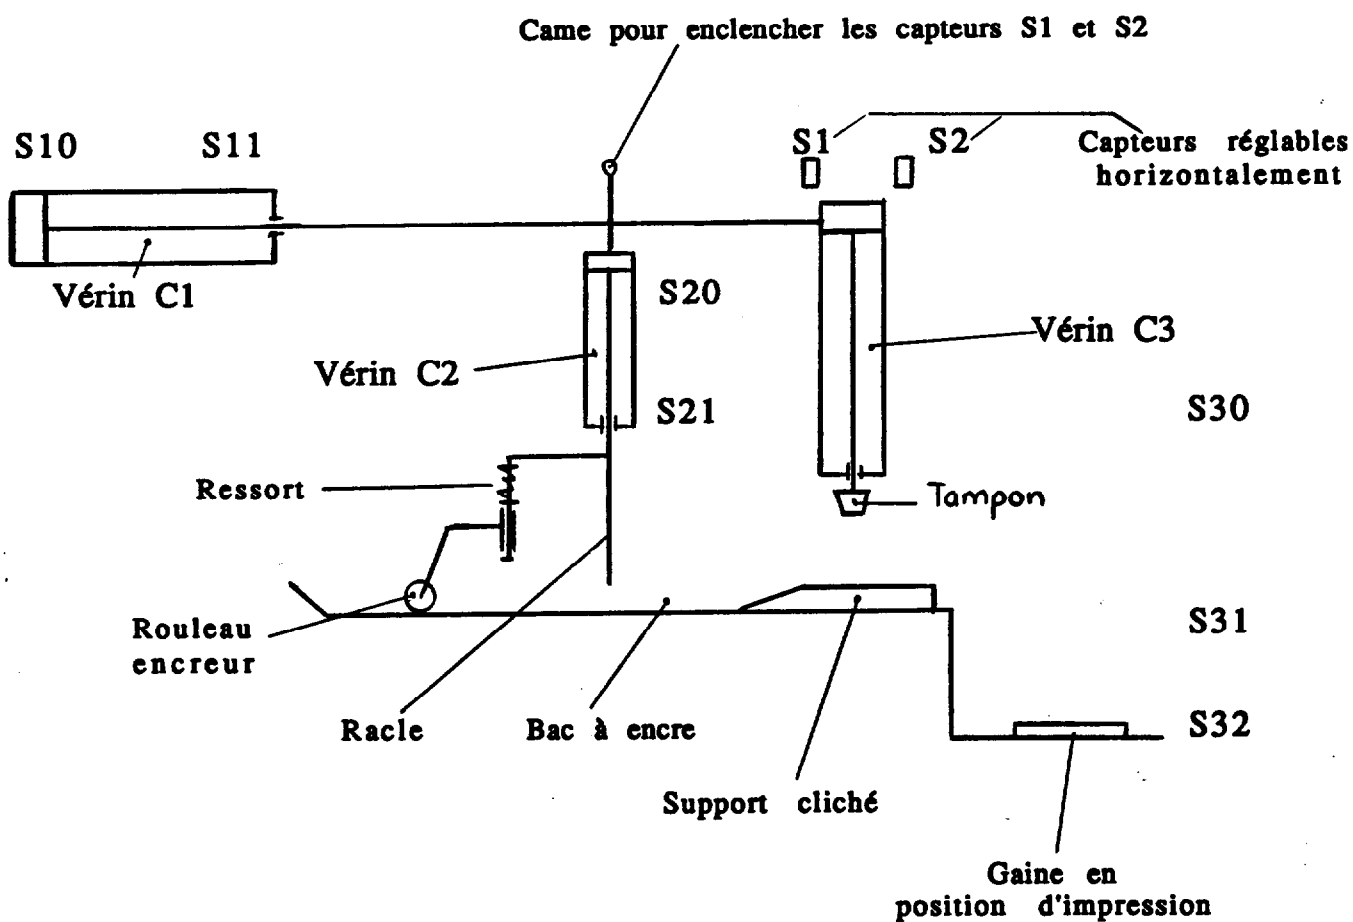 Came pour enclencher les capteurs S1 et S2
S10
S11
S1
S2
Capteurs réglables
horizontalement
Vérin C1
S20
Vérin C3
Vérin C2
S21
S30
Ressort
Tampon
Rouleau
encreur
S31
Racle
Bac à encre
S32
Support cliché
Gaine en
position d'impression